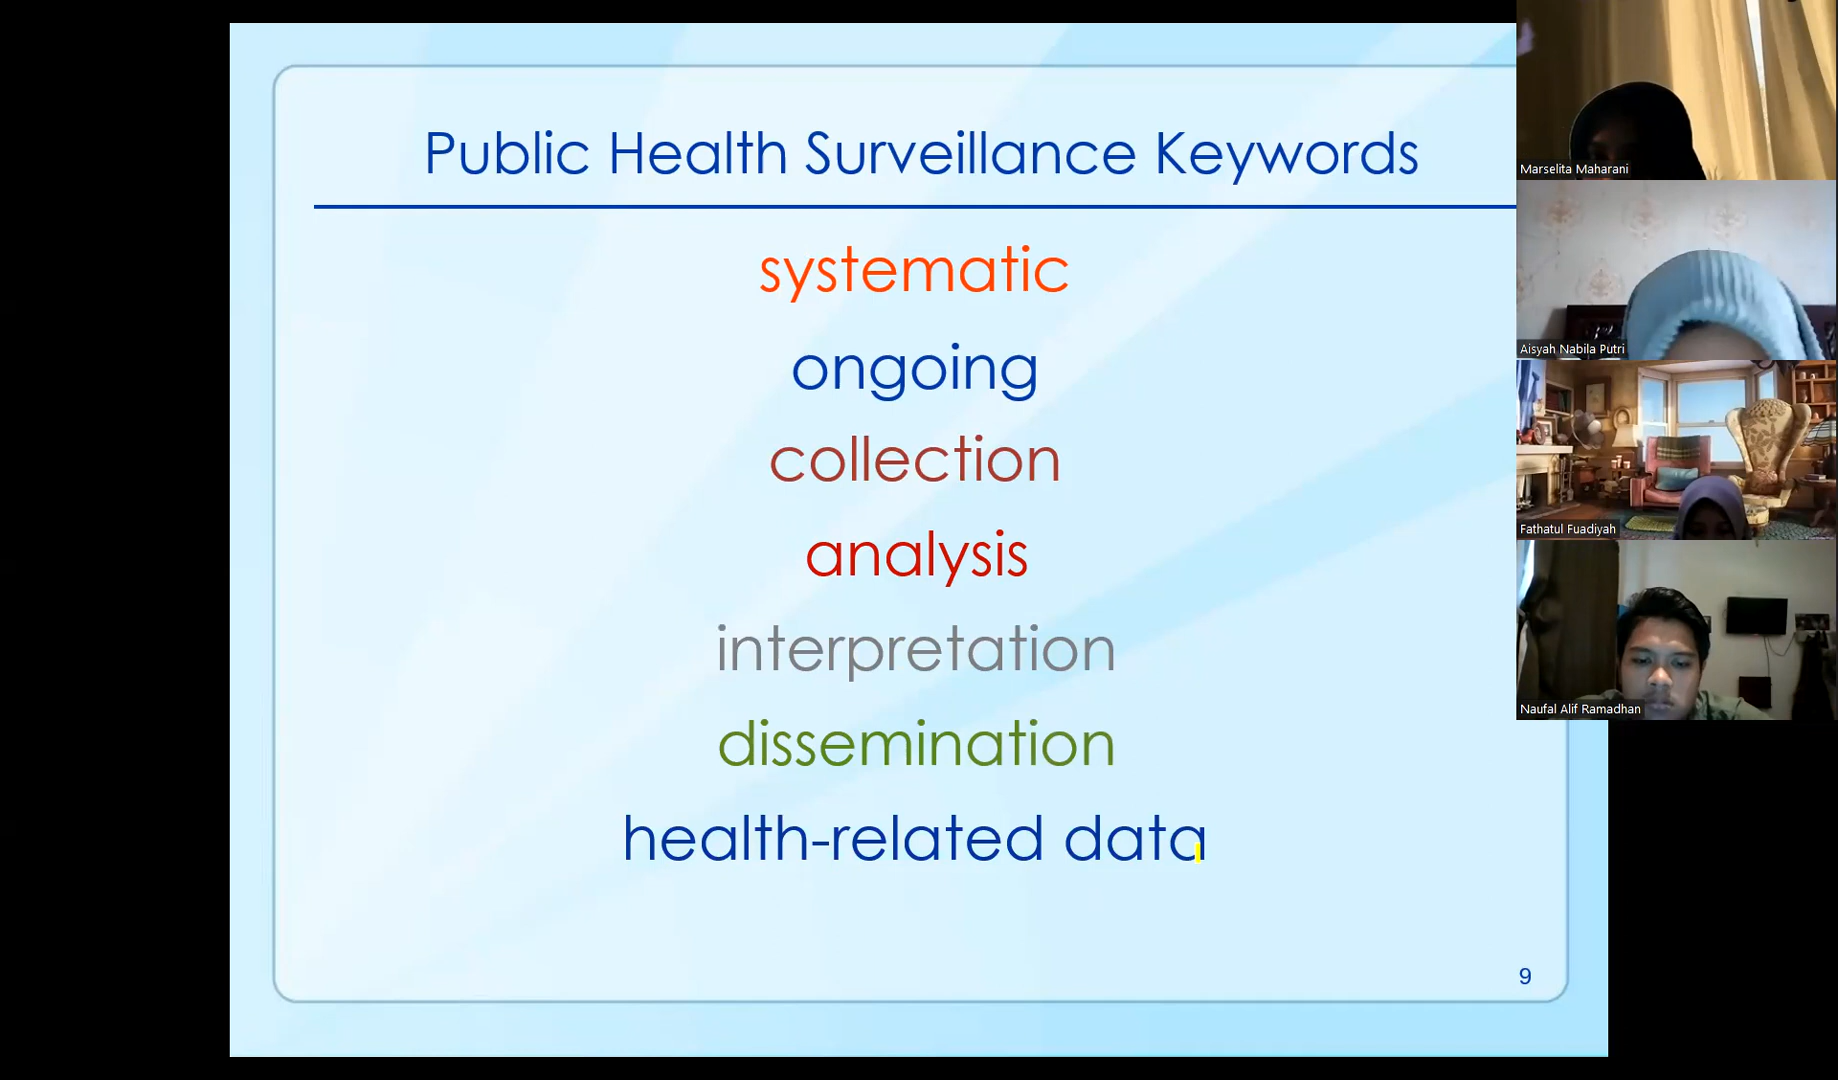 Public Health Surveillance Keywords
systematic
ongoing
collection
analysis
interpretation
dissemination
health-related data
9
Marselita Maharani
Aisyah Nabila Putri
Fathatul Fuadiyah
Naufal Alif Ramadhan